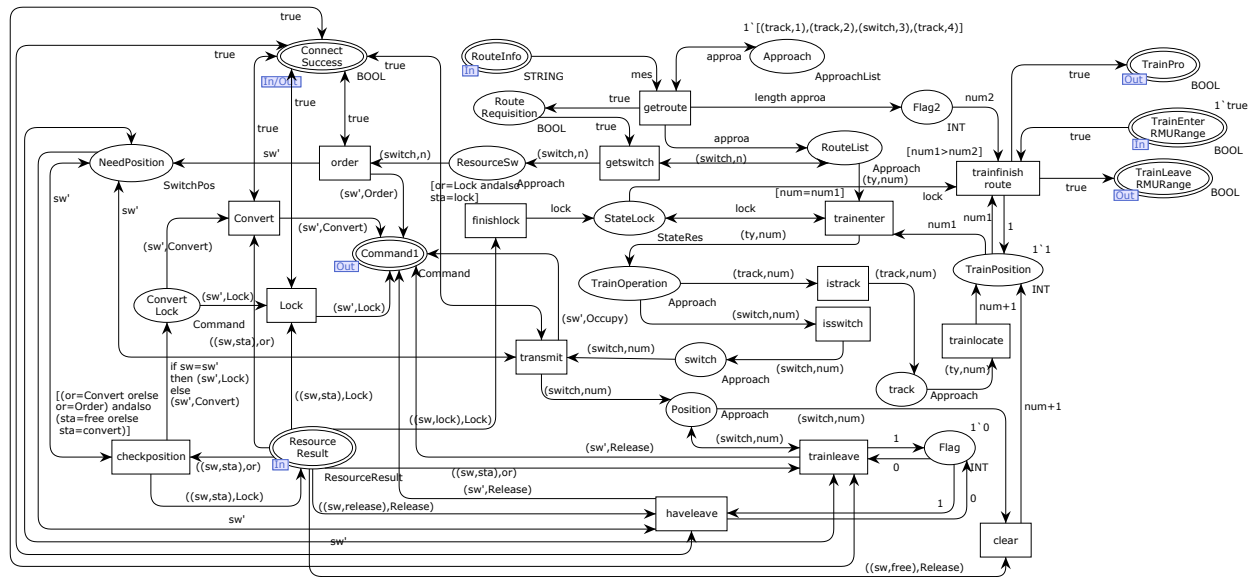 true
1`[(track,1),(track,2),(switch,3),(track,4)]
true
Connect
Success
true
BOOL
In/Out
RouteInfo
In
STRING
approa
Approach
ApproachList
TrainPro
true
Out
BOOL
mes
true
Route
Requisition
BOOL
true
getroute
length approa
Flag2
INT
num2
1`true
TrainEnter
RMURange
true
In
BOOL
true
true
true
approa
RouteList
Approach
[num1>num2]
NeedPosition
SwitchPos
sw'
order
(switch,n)
ResourceSw
Approach
(switch,n)
getswitch
(switch,n)
(ty,num)
trainfinish
route
true
TrainLeave
RMURange
Out
BOOL
(sw',Order)
[or=Lock andalso
sta=lock]
[num=num1]
lock
sw'
sw'
Convert
(sw',Convert)
finishlock
lock
StateLock
StateRes
lock
trainenter
num1
num1
1
(sw',Convert)
Command1
Out
Command
(ty,num)
1`1
TrainPosition
INT
Convert
Lock
Command
(sw',Lock)
Lock
(sw',Lock)
TrainOperation
Approach
(track,num)
istrack
(track,num)
num+1
((sw,sta),or)
(sw',Occupy)
(switch,num)
isswitch
trainlocate
transmit
(switch,num)
switch
Approach
(switch,num)
(ty,num)
if sw=sw'
then (sw',Lock)
else
(sw',Convert)
track
Approach
[(or=Convert orelse
or=Order) andalso
(sta=free orelse
sta=convert)]
((sw,sta),Lock)
(switch,num)
Position
Approach
(switch,num)
num+1
((sw,lock),Lock)
checkposition
((sw,sta),or)
Resource
Result
In
ResourceResult
(sw',Release)
(switch,num)
trainleave
1
0
Flag
1`0
INT
((sw,sta),or)
((sw,sta),Lock)
(sw',Release)
((sw,release),Release)
haveleave
1
0
sw'
sw'
clear
((sw,free),Release)